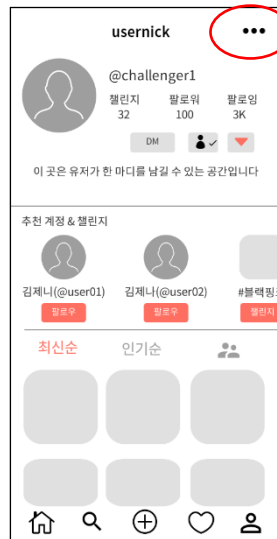 usernick
@challenger1
챌린지 팔로워 팔로잉
32 100 3K
DM
이 곳은 유저가 한 마디를 남길 수 있는 공간입니다
추천 계정 & 챌린지
김제니(@user01) 김제나(@user02) #블랙핑
팔로우 팔로우 챌린지
최신순 인기순